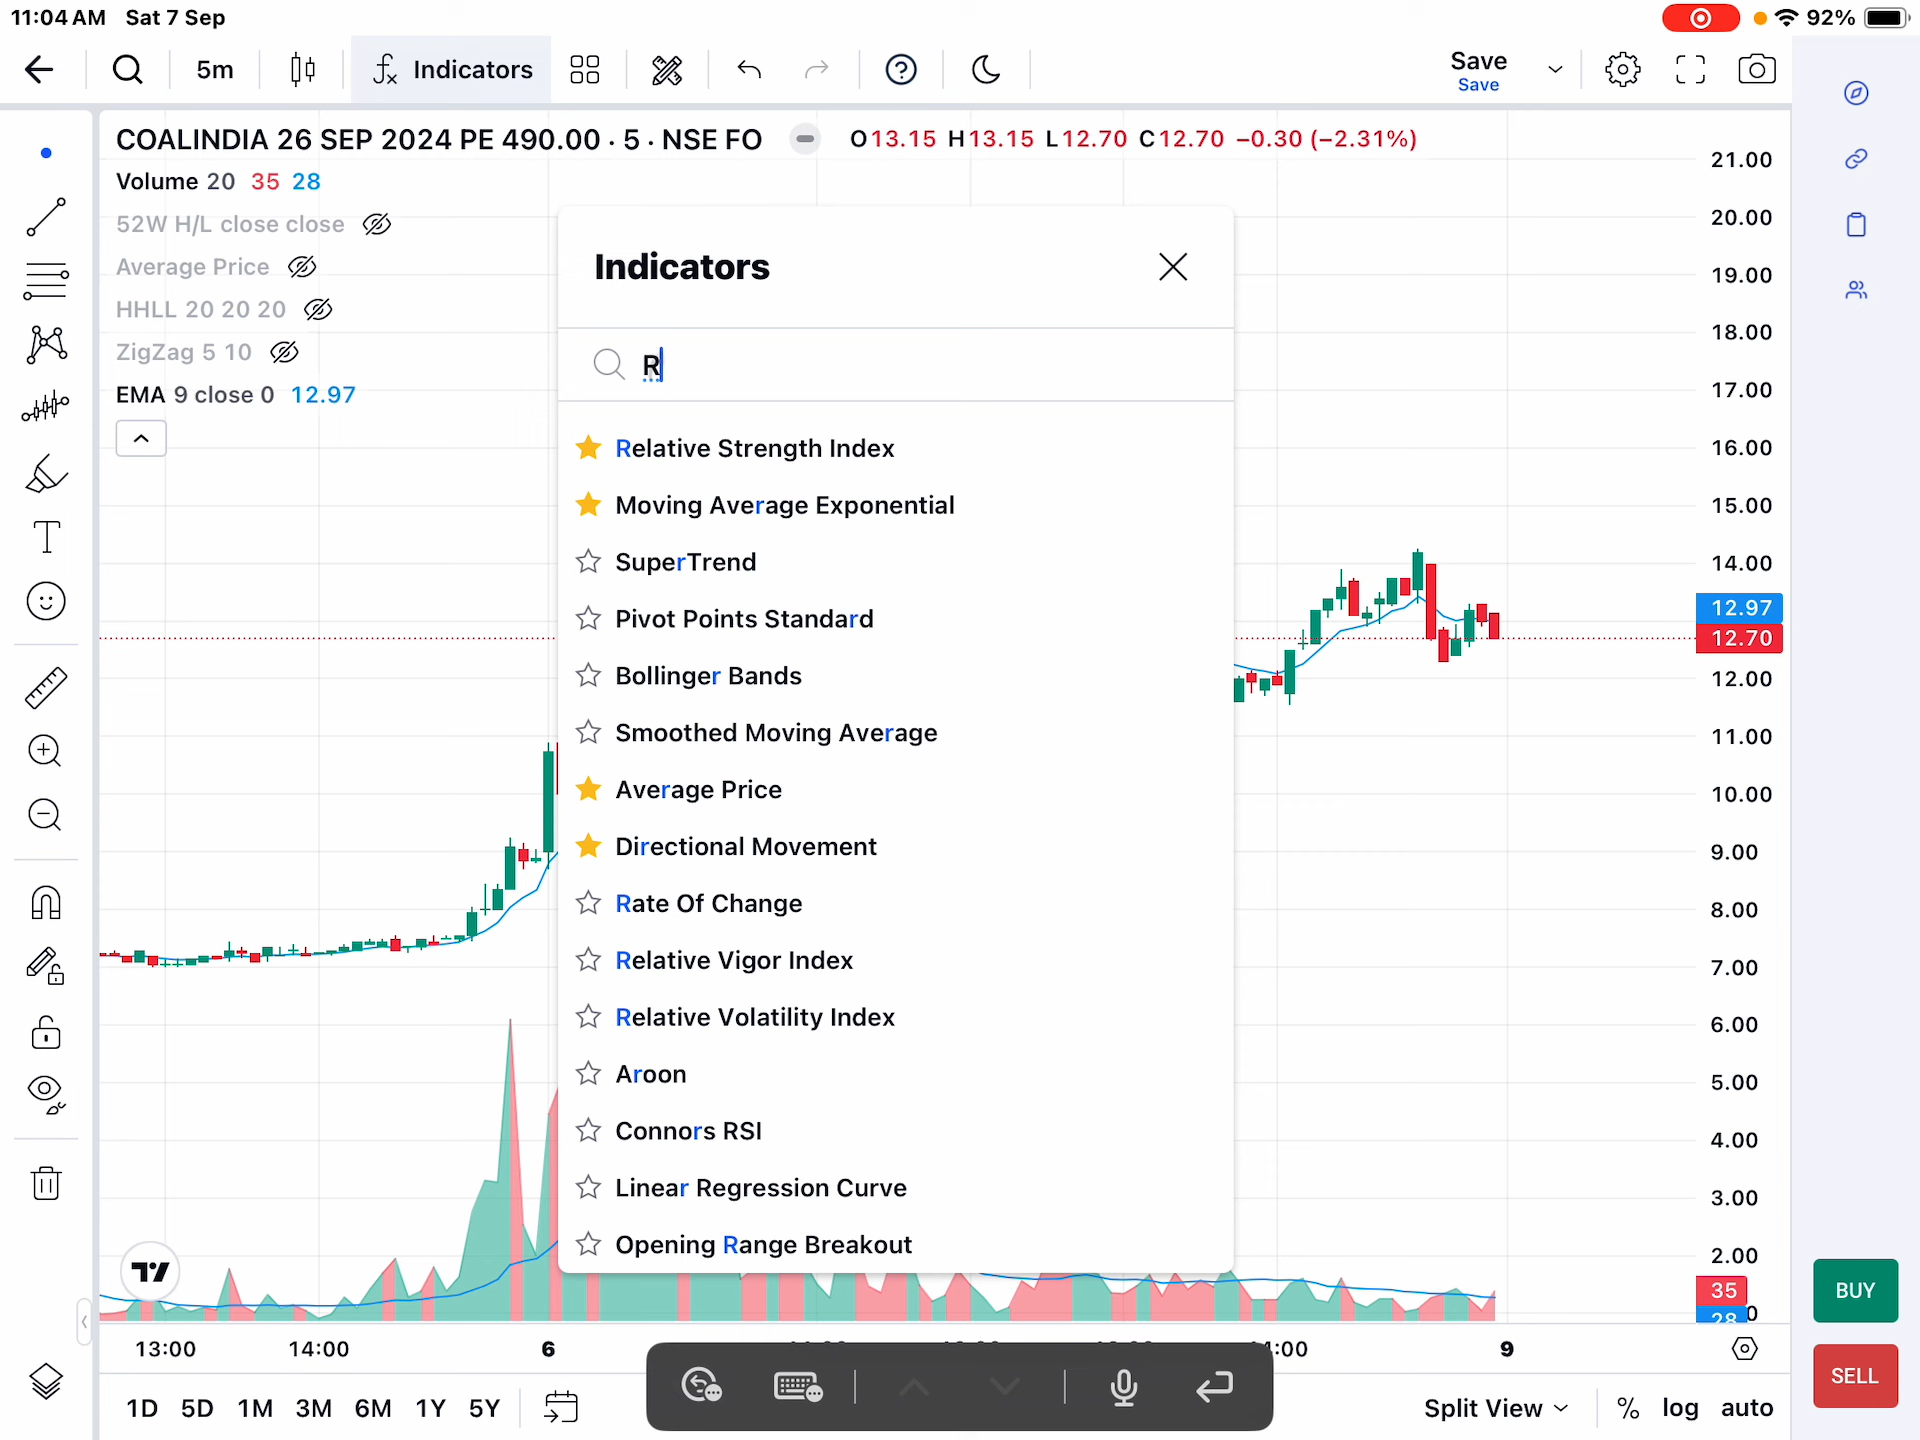 11:04 AM Sat 7 Sep 92%
5m Indicators Save
Save
COALINDIA 26 SEP 2024 PE 490.00 · 5 · NSE FO O13.15 H13.15 L12.70 C12.70 −0.30 (−2.31%)
Volume 20 35 28
52W H/L close close
Average Price
HHLL 20 20 20
ZigZag 5 10
EMA 9 close 0 12.97
Indicators
R
Relative Strength Index
Moving Average Exponential
SuperTrend
Pivot Points Standard
Bollinger Bands
Smoothed Moving Average
Average Price
Directional Movement
Rate Of Change
Relative Vigor Index
Relative Volatility Index
Aroon
Connors RSI
Linear Regression Curve
Opening Range Breakout
21.00
20.00
19.00
18.00
17.00
16.00
15.00
14.00
12.97
12.70
12.00
11.00
10.00
9.00
8.00
7.00
6.00
5.00
4.00
3.00
2.00
35
28
BUY
SELL
13:00 14:00 6 9
1D 5D 1M 3M 6M 1Y 5Y Split View % log auto